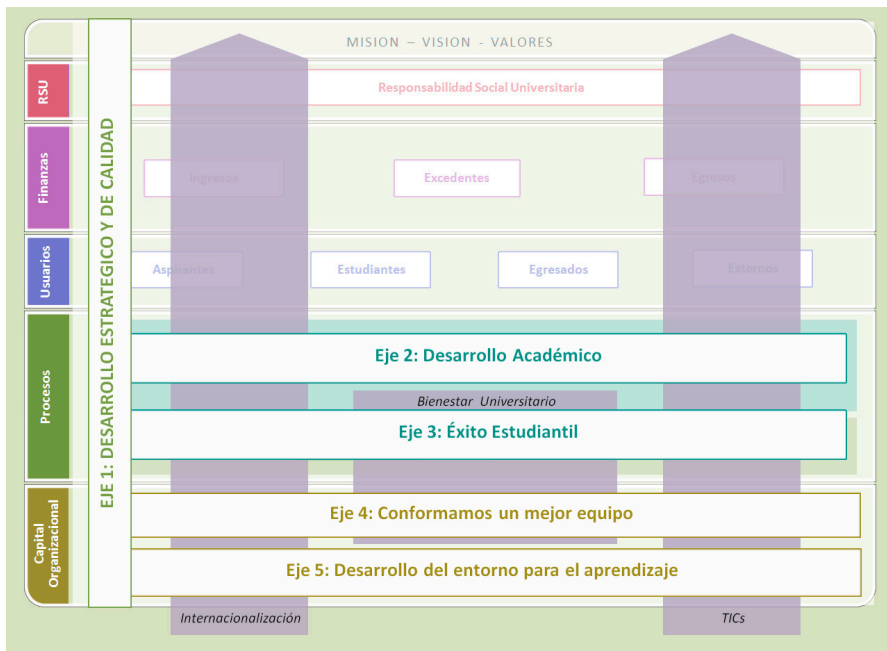 MISION – VISION - VALORES
RSU
Responsabilidad Social Universitaria
Finanzas
Ingresos
Excedentes
Egresos
Usuarios
Aspirantes
Estudiantes
Egresados
Externos
EJE 1: DESARROLLO ESTRATEGICO Y DE CALIDAD
Procesos
Eje 2: Desarrollo Académico
Bienestar Universitario
Eje 3: Éxito Estudiantil
Capital
Organizacional
Eje 4: Conformamos un mejor equipo
Eje 5: Desarrollo del entorno para el aprendizaje
Internacionalización
TICs